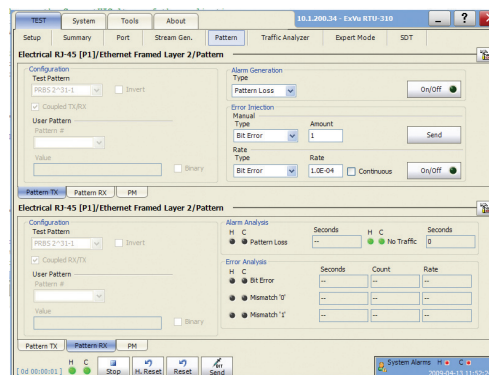 TEST System Tools About 10.1.200.34 - ExVu RTU-310 ?
Setup Summary Port Stream Gen. Pattern Traffic Analyzer Expert Mode SDT
Electrical RJ-45 [P1]/Ethernet Framed Layer 2/Pattern
Configuration Alarm Generation
Test Pattern Type
PRBS 2^31-1 Invert Pattern Loss On/Off
Coupled TX/RX Error Injection
User Pattern Manual
Pattern # Type Amount
Bit Error 1 Send
Value Rate
Type Rate
Binary Bit Error 1.0E-04 Continuous On/Off
Pattern TX Pattern RX PM
Electrical RJ-45 [P1]/Ethernet Framed Layer 2/Pattern
Configuration Alarm Analysis
Test Pattern H C Seconds H C Seconds
PRBS 2^31-1 Invert Pattern Loss -- No Traffic 0
Coupled RX/TX Error Analysis
User Pattern H C Seconds Count Rate
Pattern # Bit Error -- -- --
Value Mismatch '0' -- -- --
Binary Mismatch '1' -- -- --
Pattern TX Pattern RX PM
H C System Alarms H C
[ 0d 00:00:01 ] Stop H. Reset Reset BIT Send 2009-04-13 11:52:24